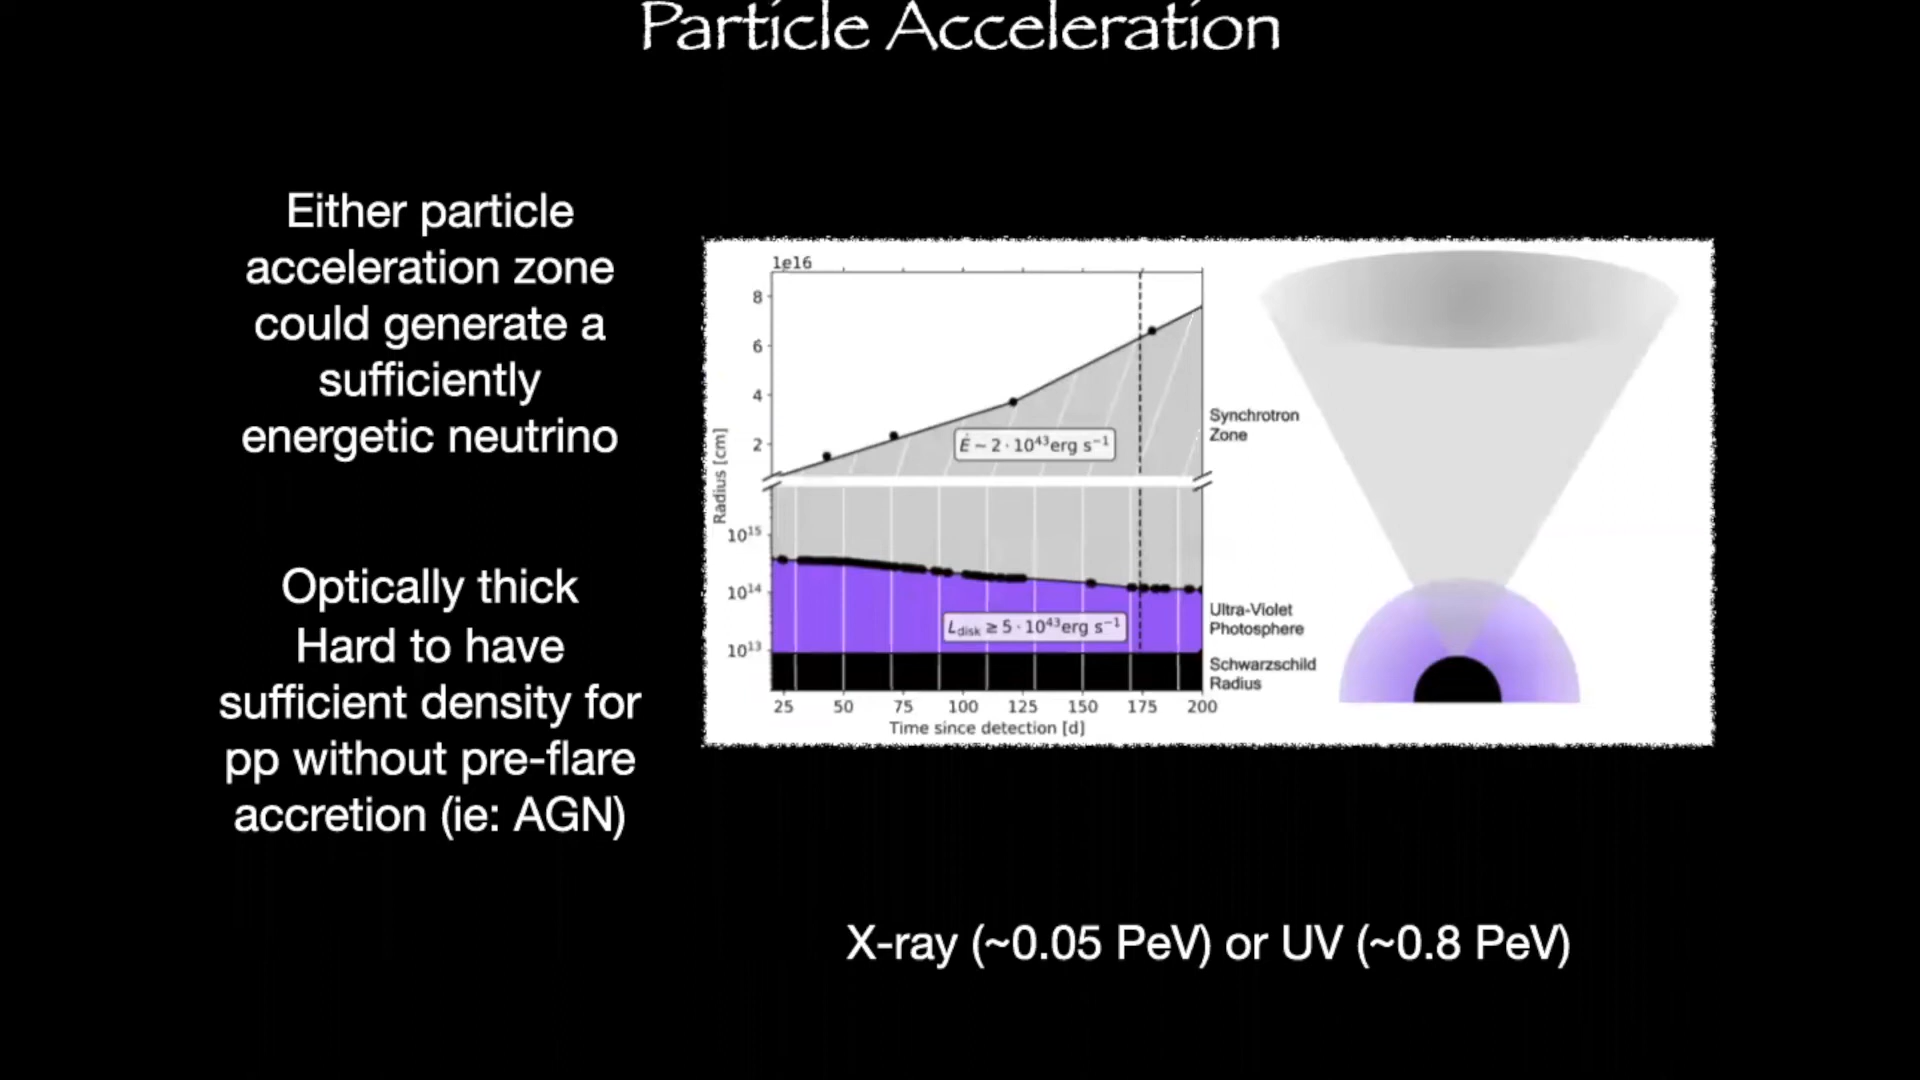 Particle Acceleration
Either particle
acceleration zone
could generate a
sufficiently
energetic neutrino
Optically thick
Hard to have
sufficient density for
pp without pre-flare
accretion (ie: AGN)
1e16
8
6
4
2
10¹⁵
10¹⁴
10¹³
Radius [cm]
Ė ~ 2 · 10⁴³erg s⁻¹
L_disk ≥ 5 · 10⁴³erg s⁻¹
25 50 75 100 125 150 175 200
Time since detection [d]
Synchrotron
Zone
Ultra-Violet
Photosphere
Schwarzschild
Radius
X-ray (~0.05 PeV) or UV (~0.8 PeV)